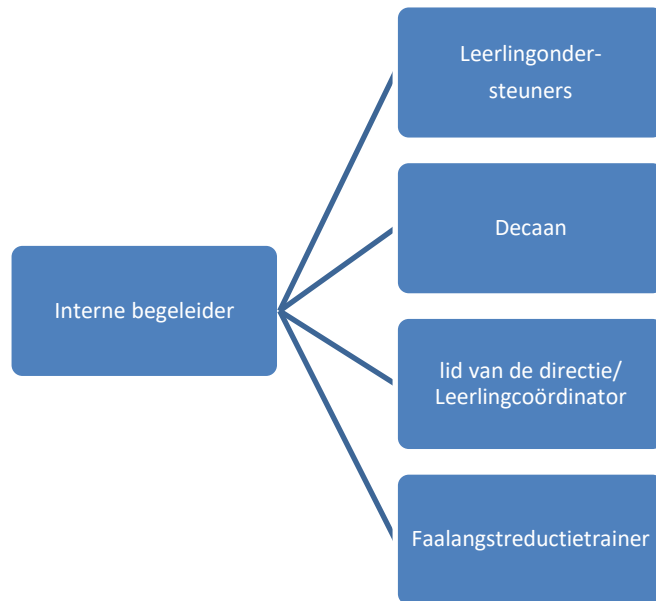 Leerlingonder-
steuners
Decaan
Interne begeleider
lid van de directie/
Leerlingcoördinator
Faalangstreductietrainer